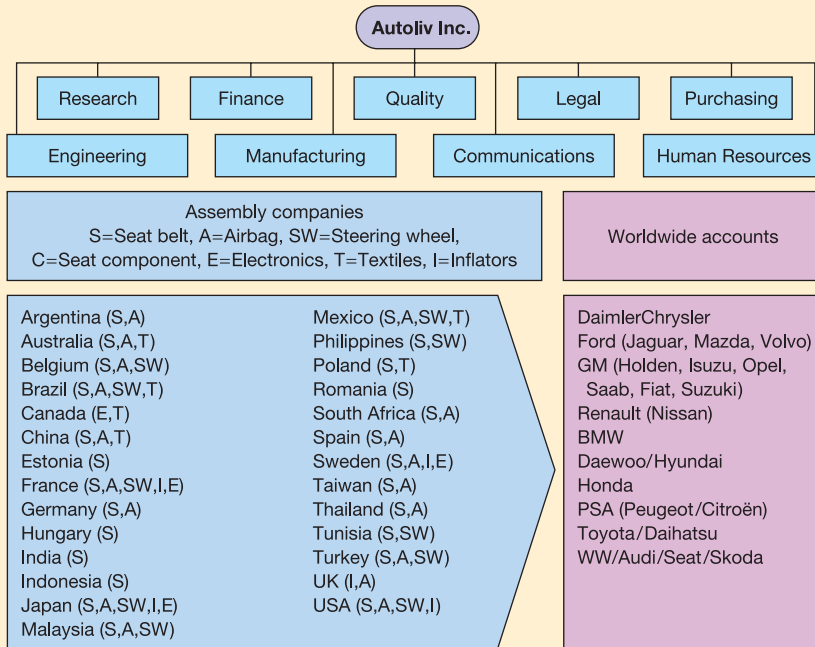 Autoliv Inc.
Research
Finance
Quality
Legal
Purchasing
Engineering
Manufacturing
Communications
Human Resources
Assembly companies
S=Seat belt, A=Airbag, SW=Steering wheel,
C=Seat component, E=Electronics, T=Textiles, I=Inflators
Worldwide accounts
Argentina (S,A)
Australia (S,A,T)
Belgium (S,A,SW)
Brazil (S,A,SW,T)
Canada (E,T)
China (S,A,T)
Estonia (S)
France (S,A,SW,I,E)
Germany (S,A)
Hungary (S)
India (S)
Indonesia (S)
Japan (S,A,SW,I,E)
Malaysia (S,A,SW)
Mexico (S,A,SW,T)
Philippines (S,SW)
Poland (S,T)
Romania (S)
South Africa (S,A)
Spain (S,A)
Sweden (S,A,I,E)
Taiwan (S,A)
Thailand (S,A)
Tunisia (S,SW)
Turkey (S,A,SW)
UK (I,A)
USA (S,A,SW,I)
DaimlerChrysler
Ford (Jaguar, Mazda, Volvo)
GM (Holden, Isuzu, Opel,
Saab, Fiat, Suzuki)
Renault (Nissan)
BMW
Daewoo/Hyundai
Honda
PSA (Peugeot/Citroën)
Toyota/Daihatsu
WW/Audi/Seat/Skoda